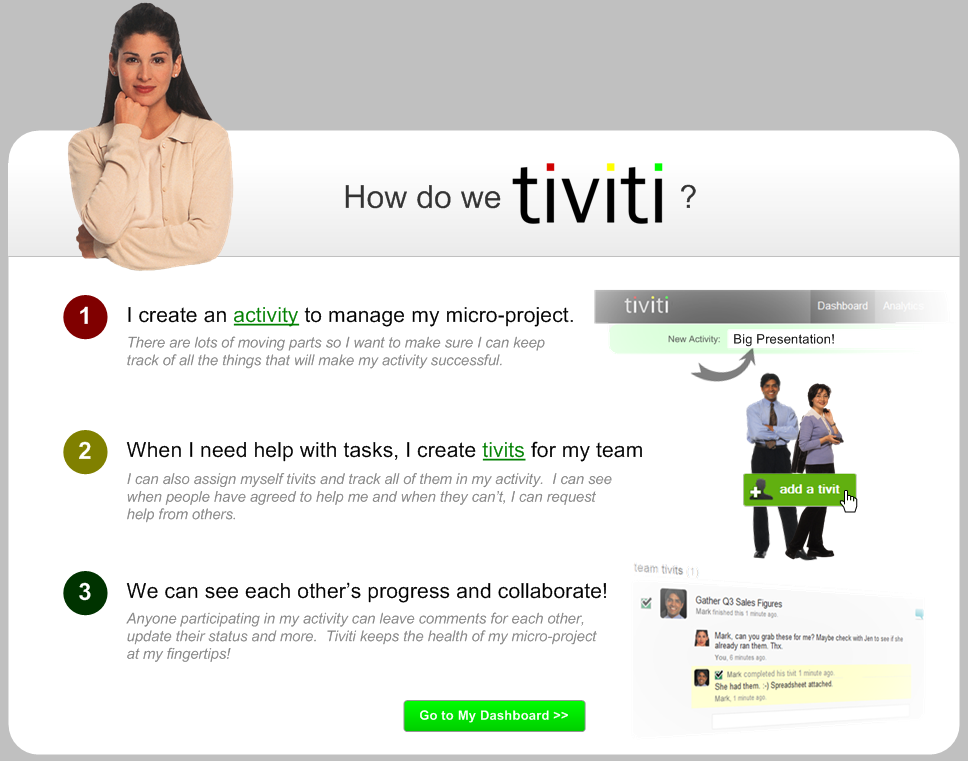 How do we tiviti ?
1
I create an activity to manage my micro-project.
There are lots of moving parts so I want to make sure I can keep
track of all the things that will make my activity successful.
tiviti
Dashboard
Analytics
New Activity:
Big Presentation!
2
When I need help with tasks, I create tivits for my team
I can also assign myself tivits and track all of them in my activity.  I can see
when people have agreed to help me and when they can't, I can request
help from others.
add a tivit
3
We can see each other's progress and collaborate!
Anyone participating in my activity can leave comments for each other,
update their status and more.  Tiviti keeps the health of my micro-project
at my fingertips!
team tivits (1)
Gather Q3 Sales Figures
Mark finished this 1 minute ago.
Mark, can you grab these for me? Maybe check with Jen to see if she
already ran them. Thx.
You, 6 minutes ago.
Mark completed his tivit 1 minute ago.
She had them. :-) Spreadsheet attached.
Mark, 1 minute ago.
Go to My Dashboard >>